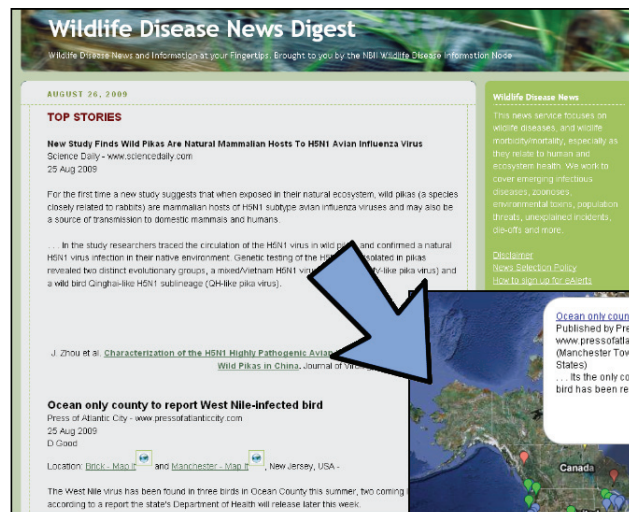 Wildlife Disease News Digest
Wildlife Disease News and Information at your Fingertips. Brought to you by the NBII Wildlife Disease Information Node
AUGUST 26, 2009
TOP STORIES
New Study Finds Wild Pikas Are Natural Mammalian Hosts To H5N1 Avian Influenza Virus
Science Daily - www.sciencedaily.com
25 Aug 2009
For the first time a new study suggests that when exposed in their natural ecosystem, wild pikas (a species
closely related to rabbits) are mammalian hosts of H5N1 subtype avian influenza viruses and may also be
a source of transmission to domestic mammals and humans.
. . . In the study researchers traced the circulation of the H5N1 virus in wild and confirmed a natural
H5N1 virus infection in their native environment. Genetic testing of the isolated in pikas
revealed two distinct evolutionary groups, a mixed/Vietnam H5N1 -like pika virus) and
a wild bird Qinghai-like H5N1 sublineage (QH-like pika virus).
J. Zhou et al. Characterization of the H5N1 Highly Pathogenic Avian
Wild Pikas in China. Journal of
Ocean only county to report West Nile-infected bird
Press of Atlantic City - www.pressofatlanticcity.com
25 Aug 2009
D Good
Location: Brick - Map It and Manchester - Map It , New Jersey, USA -
The West Nile virus has been found in three birds in Ocean County this summer, two coming
according to a report the state's Department of Health will release later this week.
Wildlife Disease News
This news service focuses on
wildlife diseases, and wildlife
morbidity/mortality, especially as
they relate to human and
ecosystem health. We work to
cover emerging infectious
diseases, zoonoses,
environmental toxins, population
threats, unexplained incidents,
die-offs and more.
Disclaimer
News Selection Policy
How to sign up for eAlerts
Ocean only coun
Published by Pre
www.pressofatla
(Manchester Tow
States)
. . . Its the only co
bird has been re
Canada